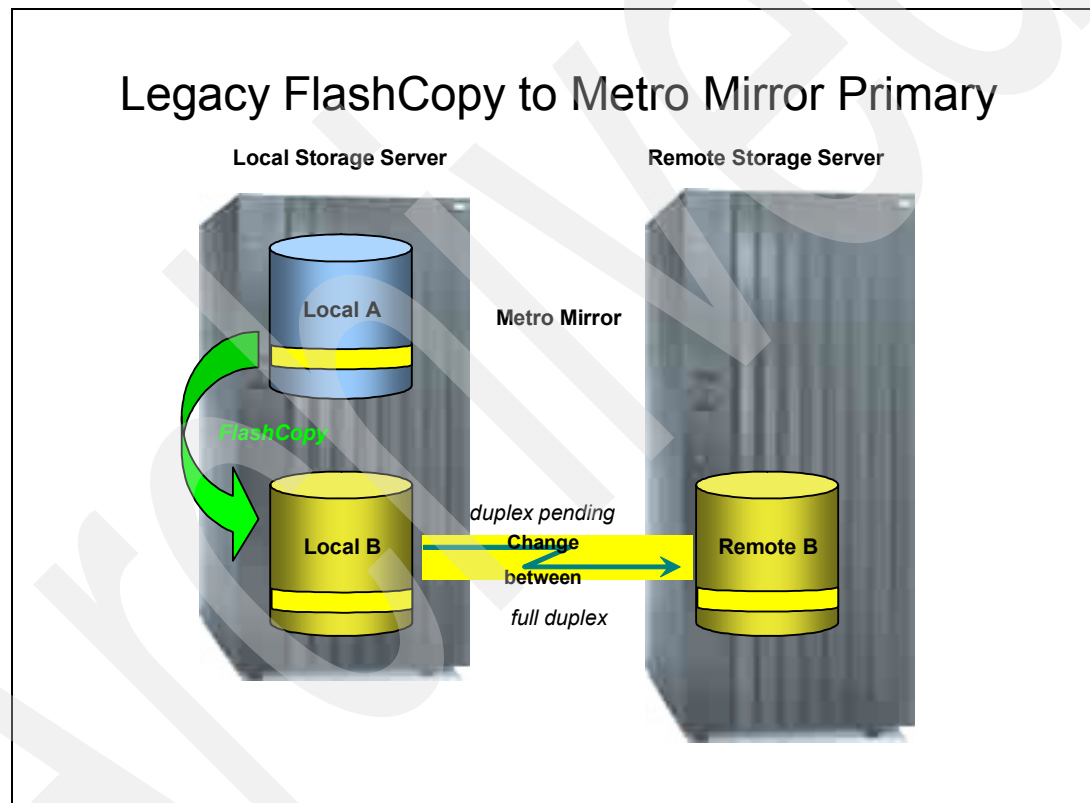 Legacy FlashCopy to Metro Mirror Primary
Local Storage Server
Remote Storage Server
Local A
Metro Mirror
FlashCopy
duplex pending
Local B
Change
between
Remote B
full duplex
Archived